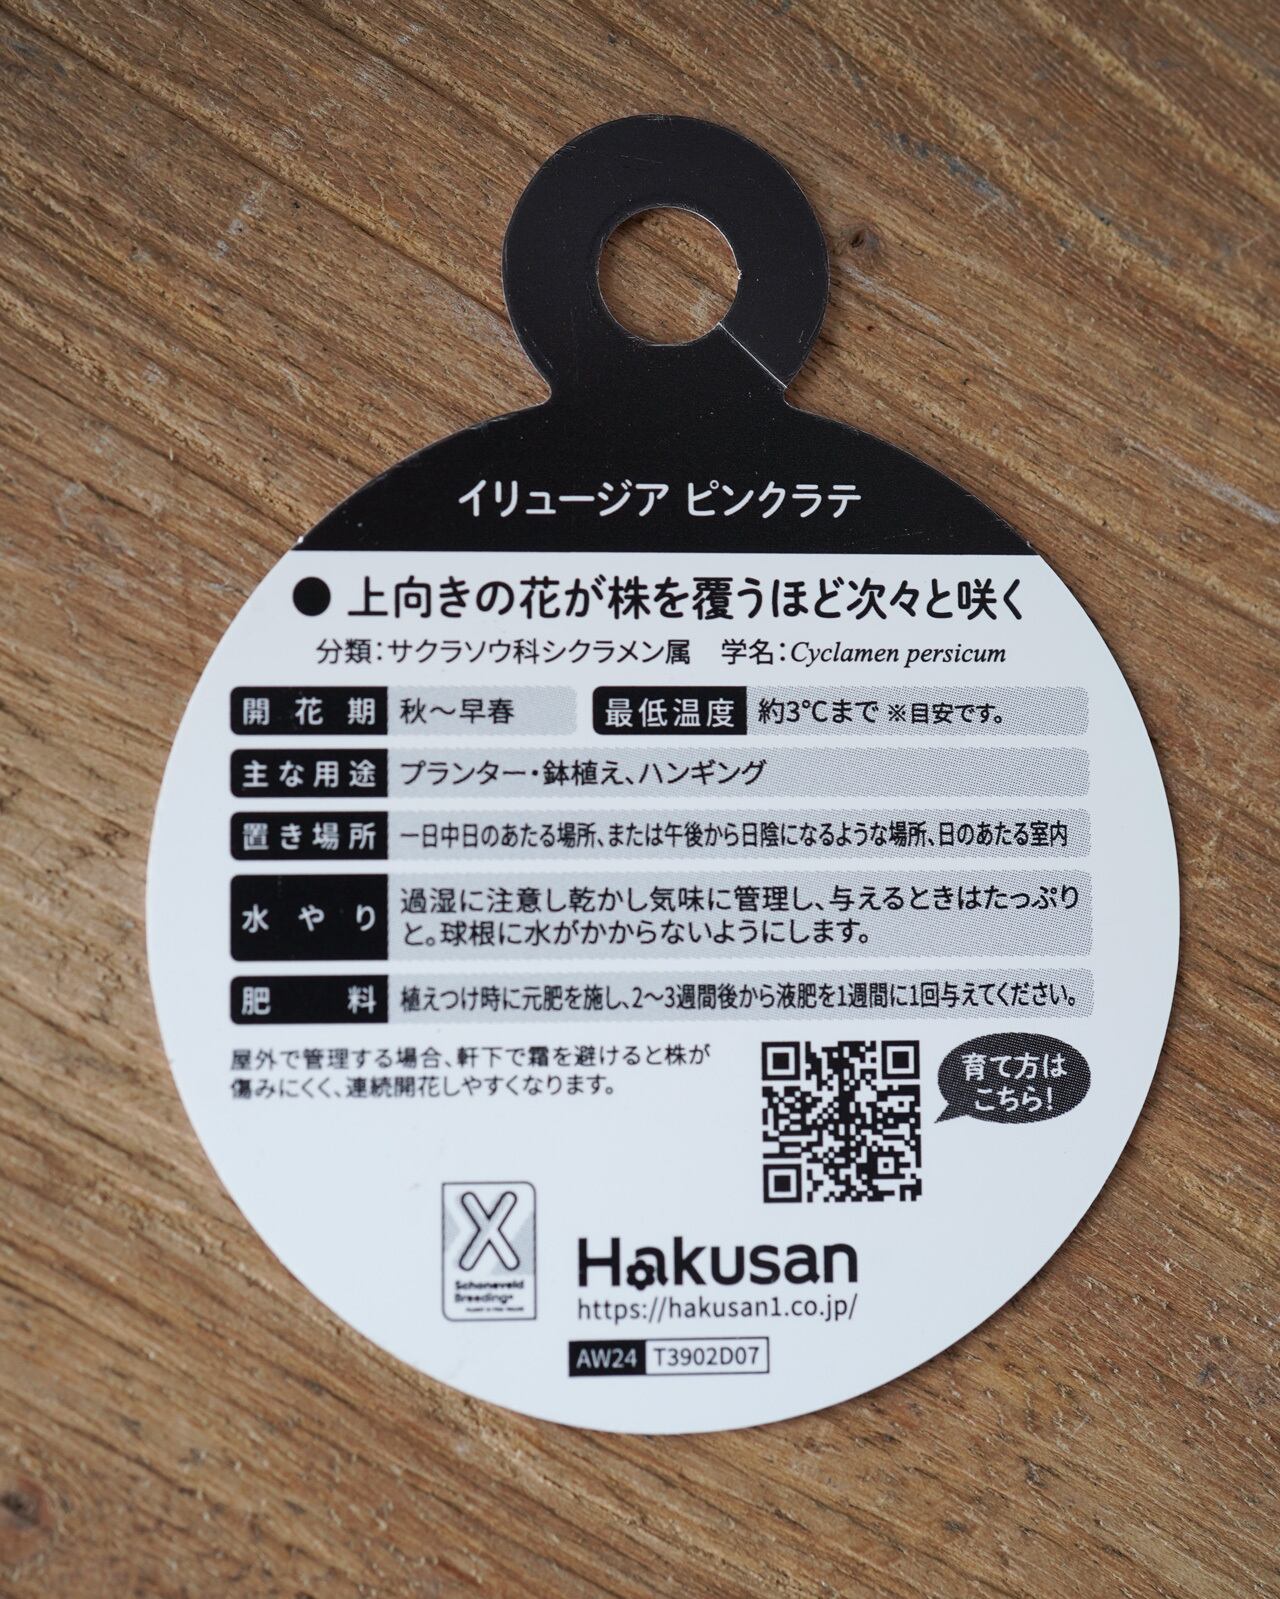 イリュージア ピンクラテ
● 上向きの花が株を覆うほど次々と咲く
分類：サクラソウ科シクラメン属　学名：Cyclamen persicum
開花期 秋～早春 最低温度 約3℃まで ※目安です。
主な用途 プランター・鉢植え、ハンギング
置き場所 一日中日のあたる場所、または午後から日陰になるような場所、日のあたる室内
水やり 過湿に注意し乾かし気味に管理し、与えるときはたっぷり
と。球根に水がかからないようにします。
肥料 植えつけ時に元肥を施し、2～3週間後から液肥を1週間に1回与えてください。
屋外で管理する場合、軒下で霜を避けると株が
傷みにくく、連続開花しやすくなります。
育て方は
こちら！
X
Schoneveld
Breeding
Hakusan
https://hakusan1.co.jp/
AW24 T3902D07